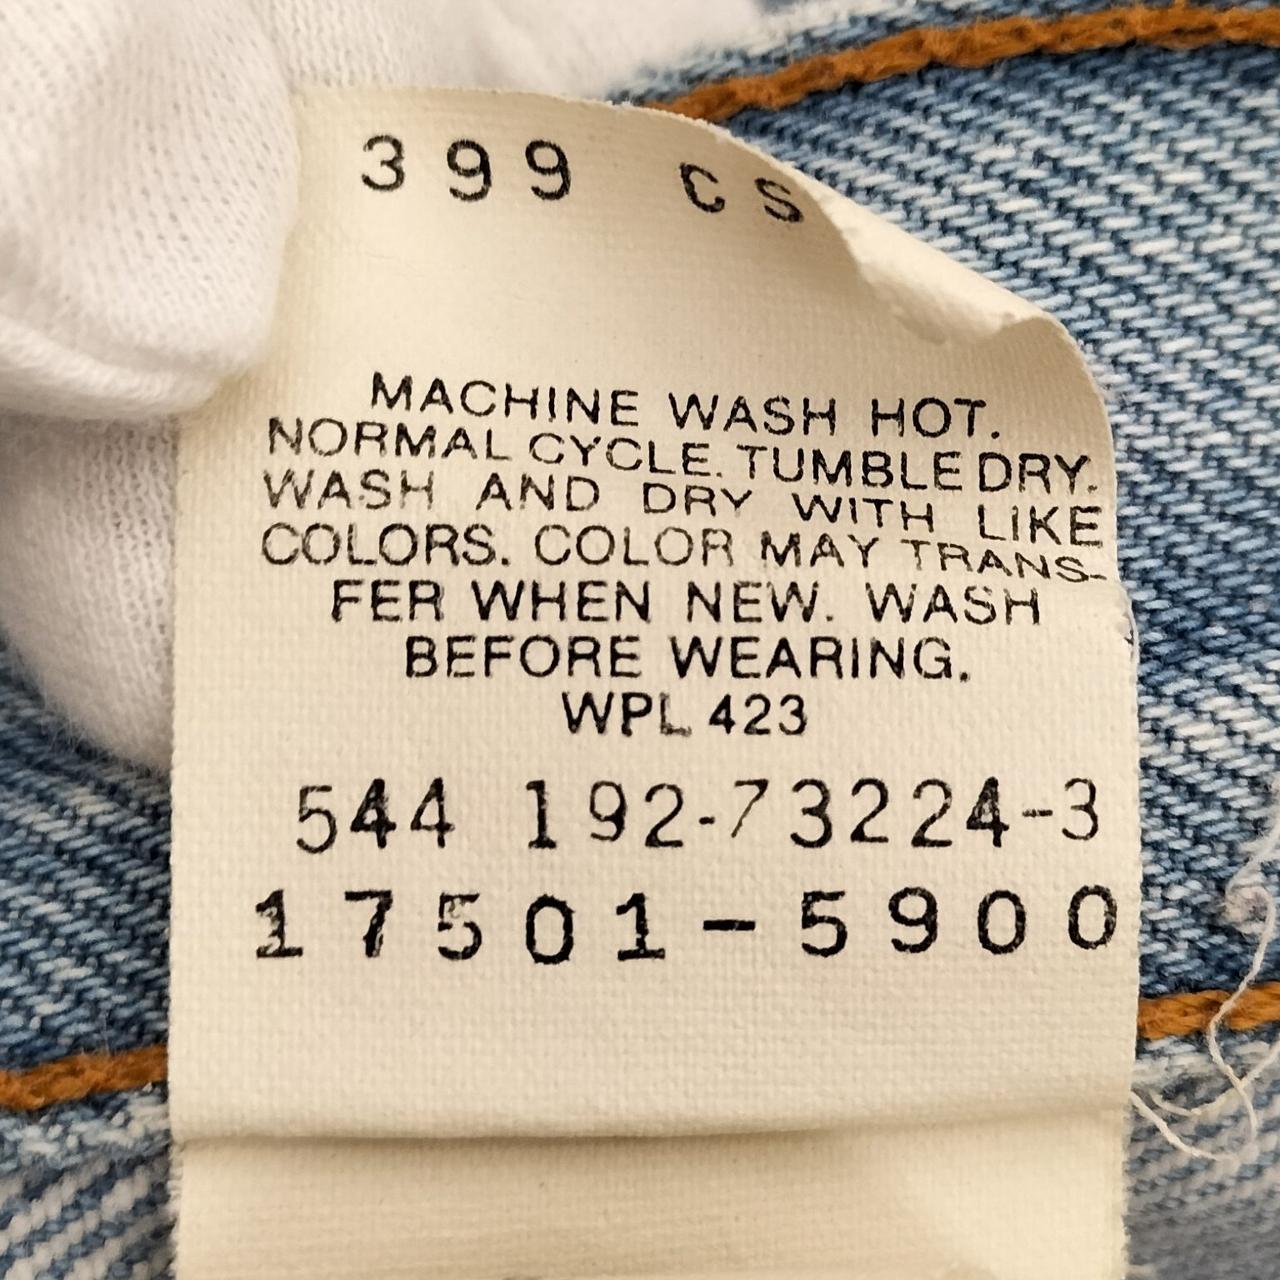 399 CS
MACHINE WASH HOT.
NORMAL CYCLE. TUMBLE DRY.
WASH AND DRY WITH LIKE
COLORS. COLOR MAY TRANS-
FER WHEN NEW. WASH
BEFORE WEARING.
WPL 423
544 192-73224-3
17501-5900